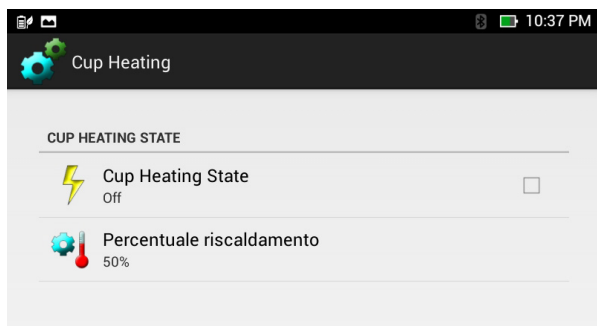 10:37 PM
Cup Heating
CUP HEATING STATE
Cup Heating State
Off
Percentuale riscaldamento
50%